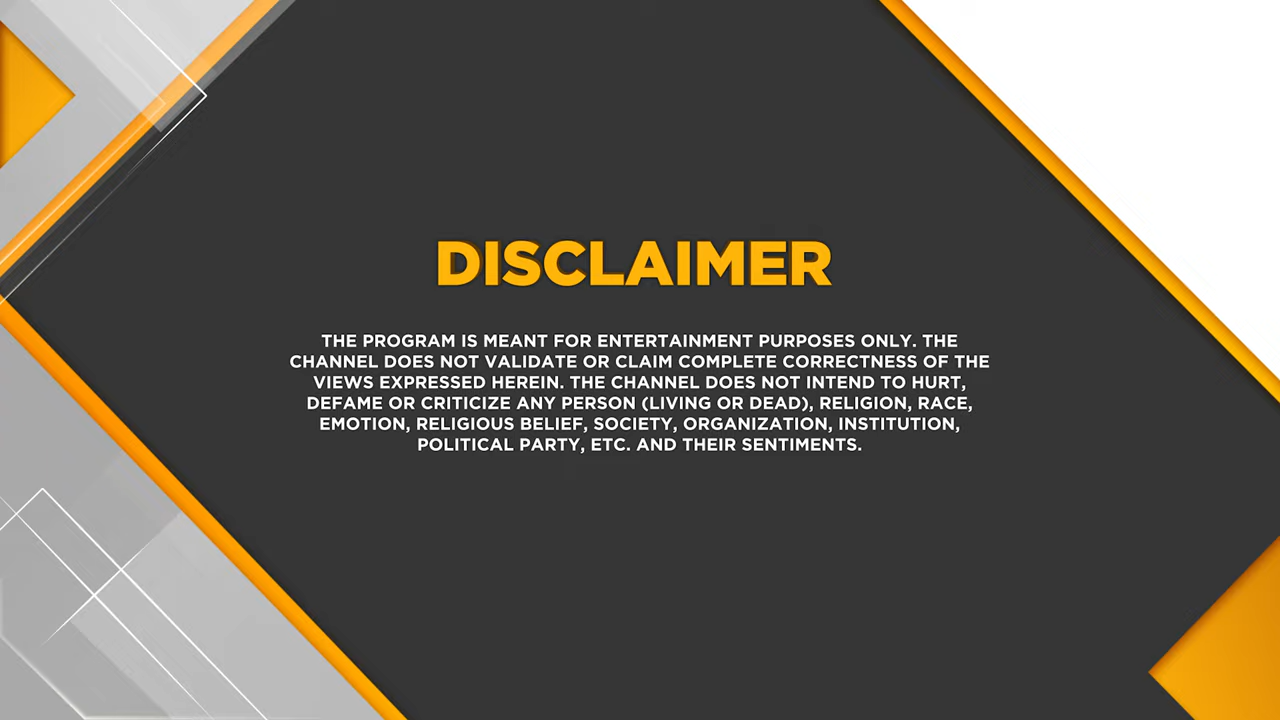 DISCLAIMER
THE PROGRAM IS MEANT FOR ENTERTAINMENT PURPOSES ONLY. THE
CHANNEL DOES NOT VALIDATE OR CLAIM COMPLETE CORRECTNESS OF THE
VIEWS EXPRESSED HEREIN. THE CHANNEL DOES NOT INTEND TO HURT,
DEFAME OR CRITICIZE ANY PERSON (LIVING OR DEAD), RELIGION, RACE,
EMOTION, RELIGIOUS BELIEF, SOCIETY, ORGANIZATION, INSTITUTION,
POLITICAL PARTY, ETC. AND THEIR SENTIMENTS.